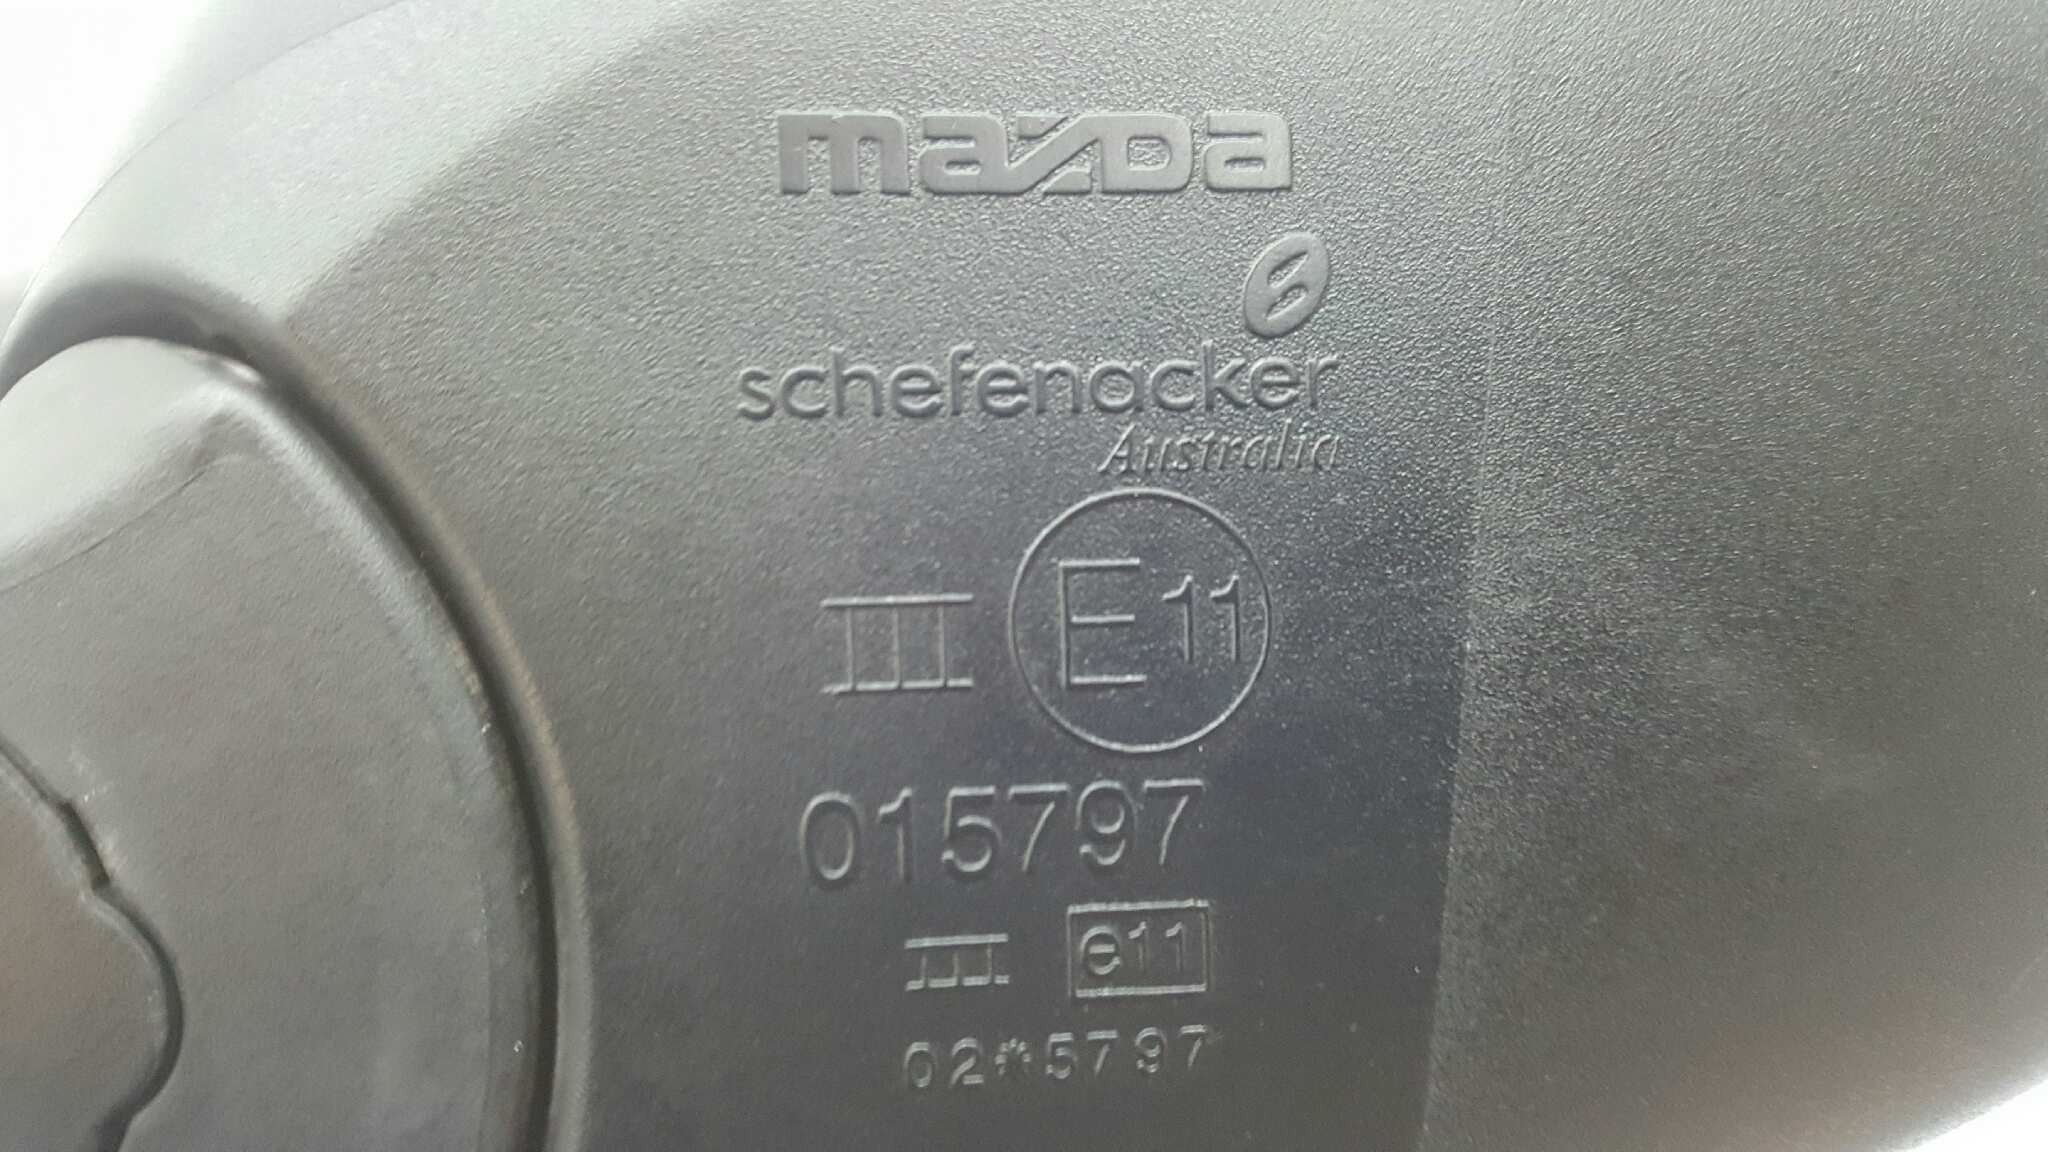 mazda
schefenacker
Australia
III E11
015797
III e11
02*5797